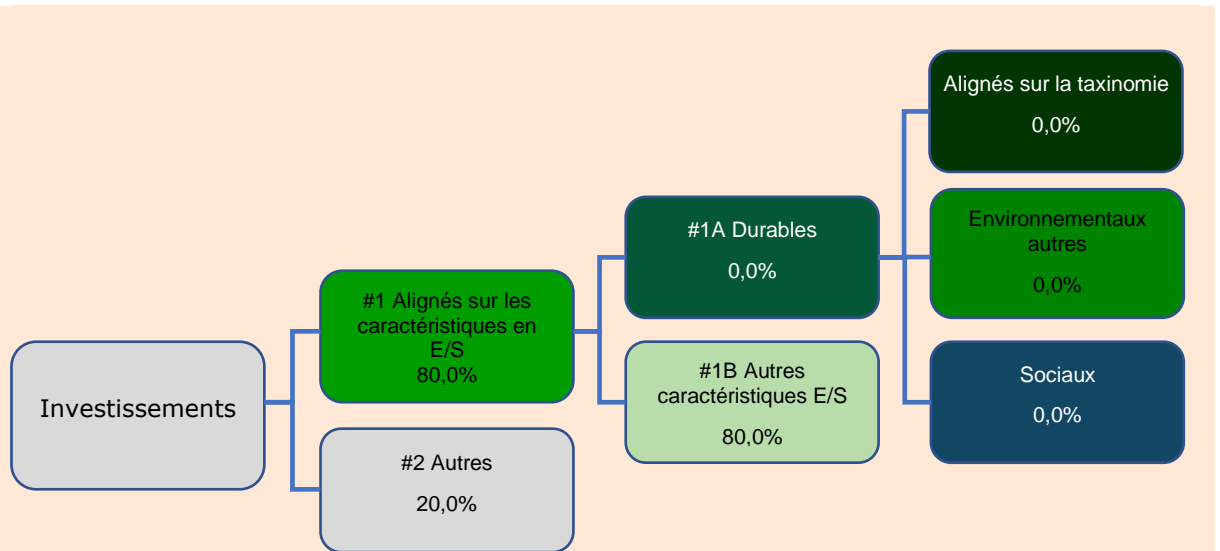 Investissements
#1 Alignés sur les
caractéristiques en
E/S
80,0%
#2 Autres
20,0%
#1A Durables
0,0%
#1B Autres
caractéristiques E/S
80,0%
Alignés sur la taxinomie
0,0%
Environnementaux
autres
0,0%
Sociaux
0,0%